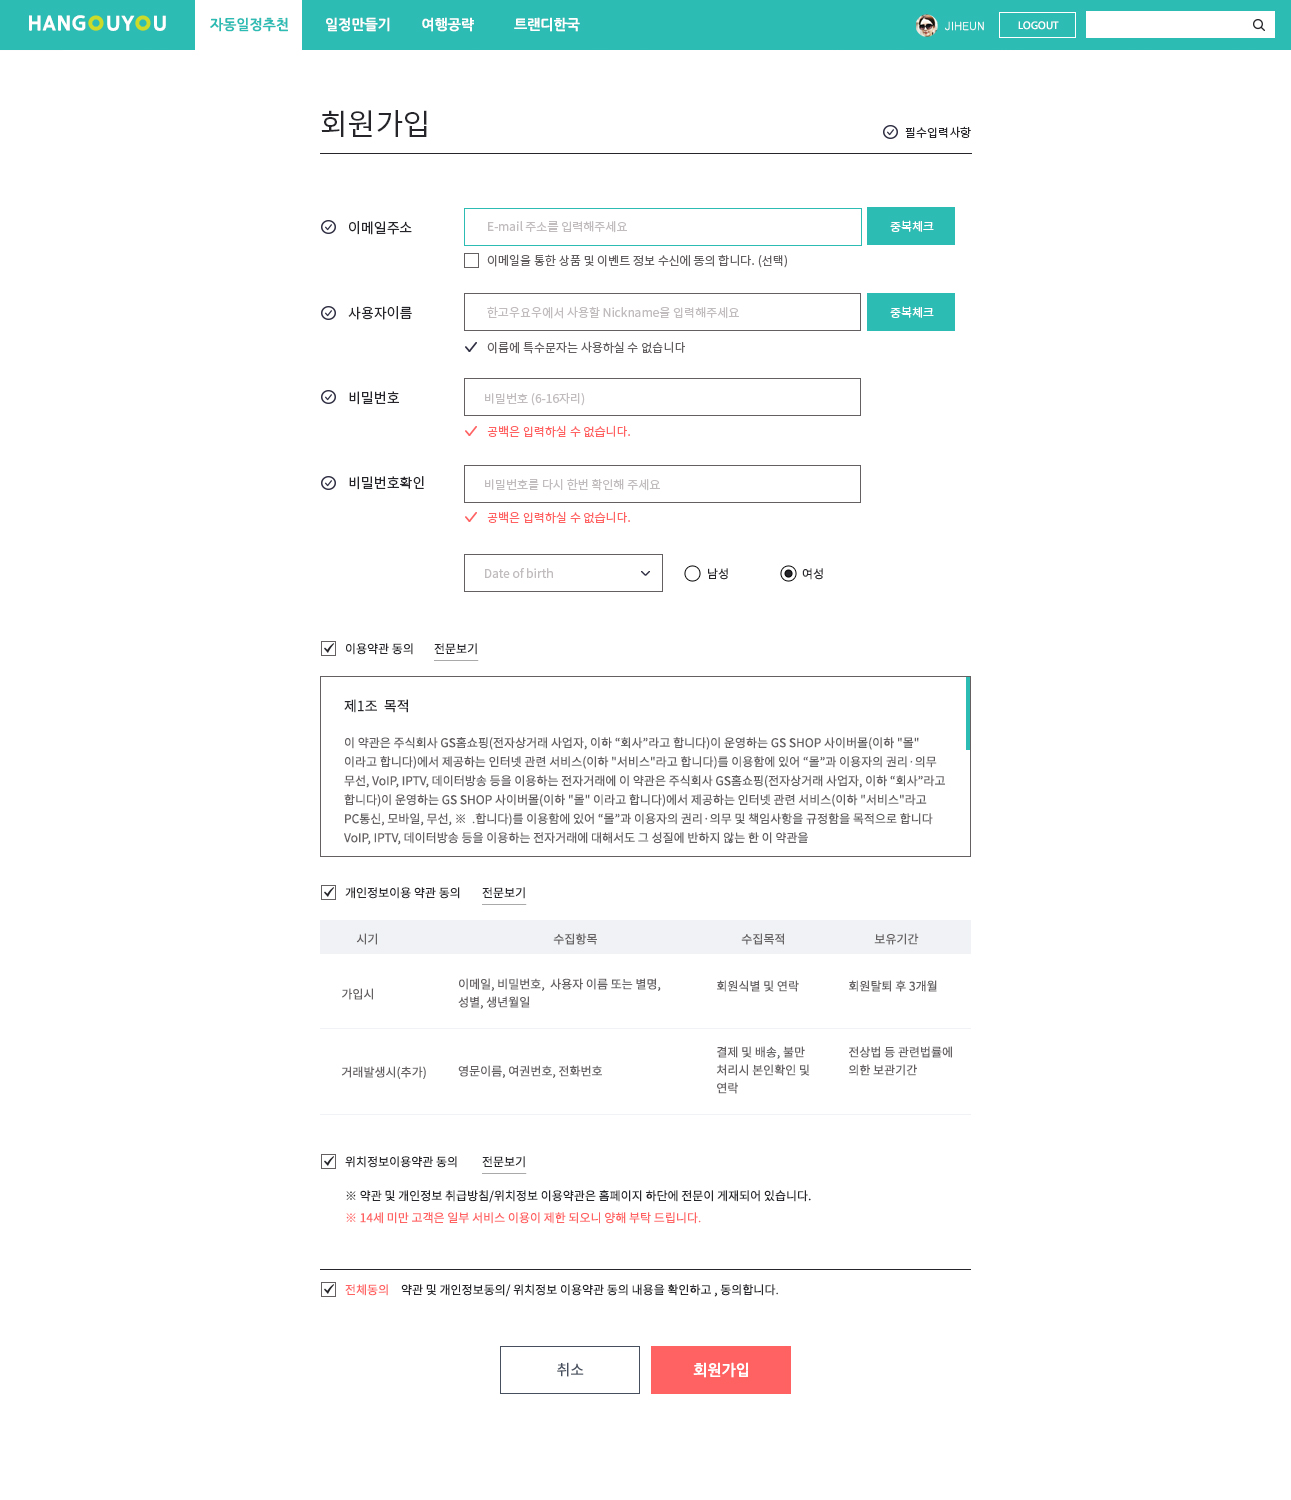 HANGOUYOU 자동일정추천 일정만들기 여행공략 트랜디한국 JIHEUN LOGOUT
회원가입
필수입력사항
이메일주소 E-mail 주소를 입력해주세요 중복체크
이메일을 통한 상품 및 이벤트 정보 수신에 동의 합니다. (선택)
사용자이름 한고우요우에서 사용할 Nickname을 입력해주세요 중복체크
이름에 특수문자는 사용하실 수 없습니다
비밀번호 비밀번호 (6-16자리)
공백은 입력하실 수 없습니다.
비밀번호확인 비밀번호를 다시 한번 확인해 주세요
공백은 입력하실 수 없습니다.
Date of birth 남성 여성
이용약관 동의 전문보기
제1조 목적
이 약관은 주식회사 GS홈쇼핑(전자상거래 사업자, 이하 “회사”라고 합니다)이 운영하는 GS SHOP 사이버몰(이하 "몰"
이라고 합니다)에서 제공하는 인터넷 관련 서비스(이하 "서비스"라고 합니다)를 이용함에 있어 “몰”과 이용자의 권리·의무
무선, VoIP, IPTV, 데이터방송 등을 이용하는 전자거래에 이 약관은 주식회사 GS홈쇼핑(전자상거래 사업자, 이하 “회사”라고
합니다)이 운영하는 GS SHOP 사이버몰(이하 "몰" 이라고 합니다)에서 제공하는 인터넷 관련 서비스(이하 "서비스"라고
PC통신, 모바일, 무선, ※ .합니다)를 이용함에 있어 “몰”과 이용자의 권리·의무 및 책임사항을 규정함을 목적으로 합니다
VoIP, IPTV, 데이터방송 등을 이용하는 전자거래에 대해서도 그 성질에 반하지 않는 한 이 약관을
개인정보이용 약관 동의 전문보기
시기 수집항목 수집목적 보유기간
가입시
이메일, 비밀번호, 사용자 이름 또는 별명,
성별, 생년월일
회원식별 및 연락
회원탈퇴 후 3개월
거래발생시(추가)
영문이름, 여권번호, 전화번호
결제 및 배송, 불만
처리시 본인확인 및
연락
전상법 등 관련법률에
의한 보관기간
위치정보이용약관 동의 전문보기
※ 약관 및 개인정보 취급방침/위치정보 이용약관은 홈페이지 하단에 전문이 게재되어 있습니다.
※ 14세 미만 고객은 일부 서비스 이용이 제한 되오니 양해 부탁 드립니다.
전체동의 약관 및 개인정보동의/ 위치정보 이용약관 동의 내용을 확인하고 , 동의합니다.
취소 회원가입